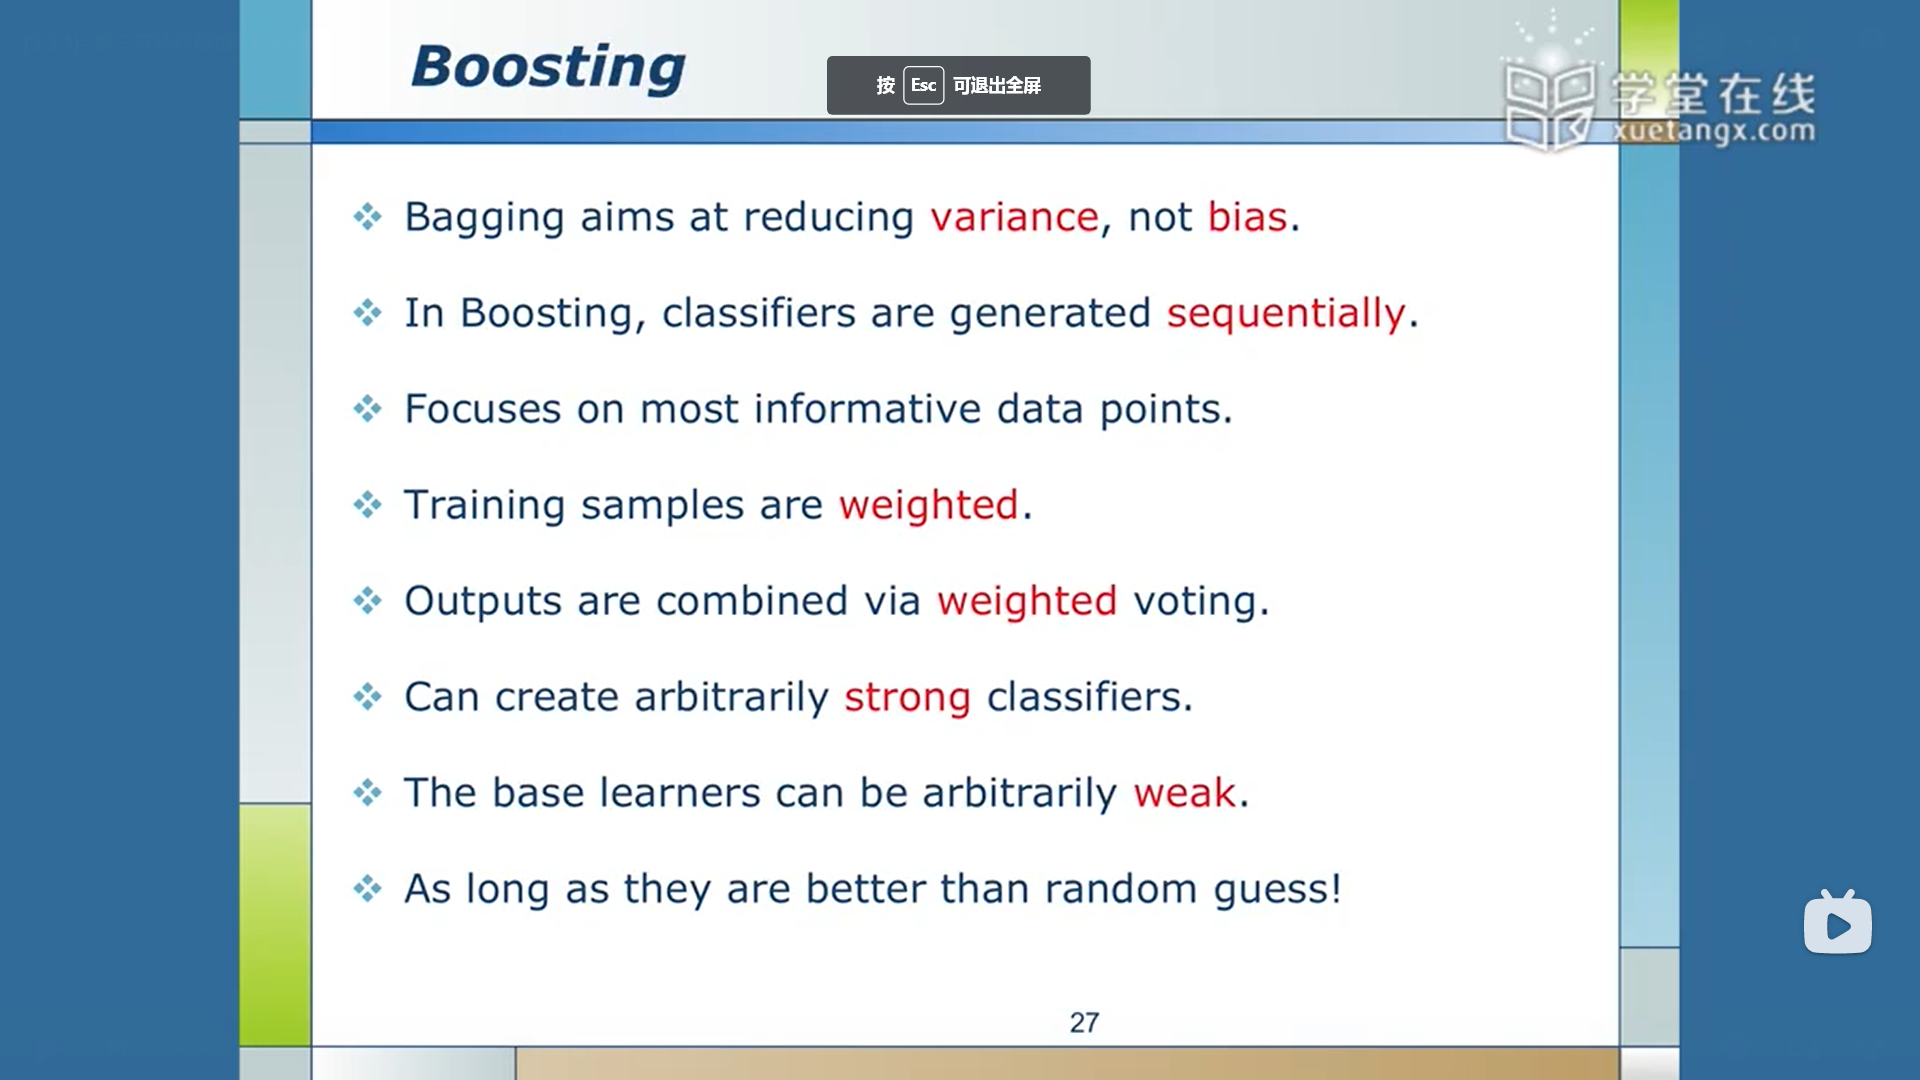 Boosting
按 Esc 可退出全屏
学堂在线
xuetangx.com
Bagging aims at reducing variance, not bias.
In Boosting, classifiers are generated sequentially.
Focuses on most informative data points.
Training samples are weighted.
Outputs are combined via weighted voting.
Can create arbitrarily strong classifiers.
The base learners can be arbitrarily weak.
As long as they are better than random guess!
27